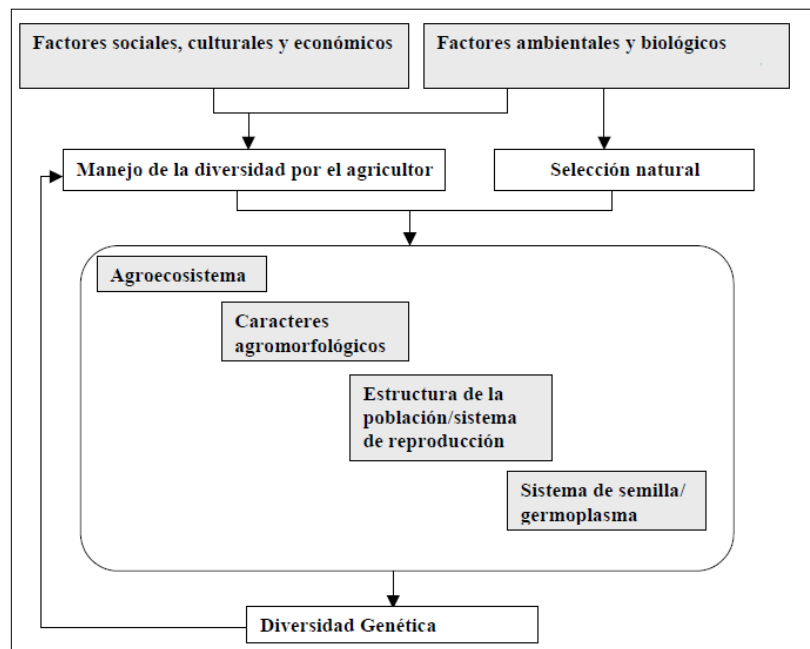 Factores sociales, culturales y económicos
Factores ambientales y biológicos
Manejo de la diversidad por el agricultor
Selección natural
Agroecosistema
Caracteres
agromorfológicos
Estructura de la
población/sistema
de reproducción
Sistema de semilla/
germoplasma
Diversidad Genética